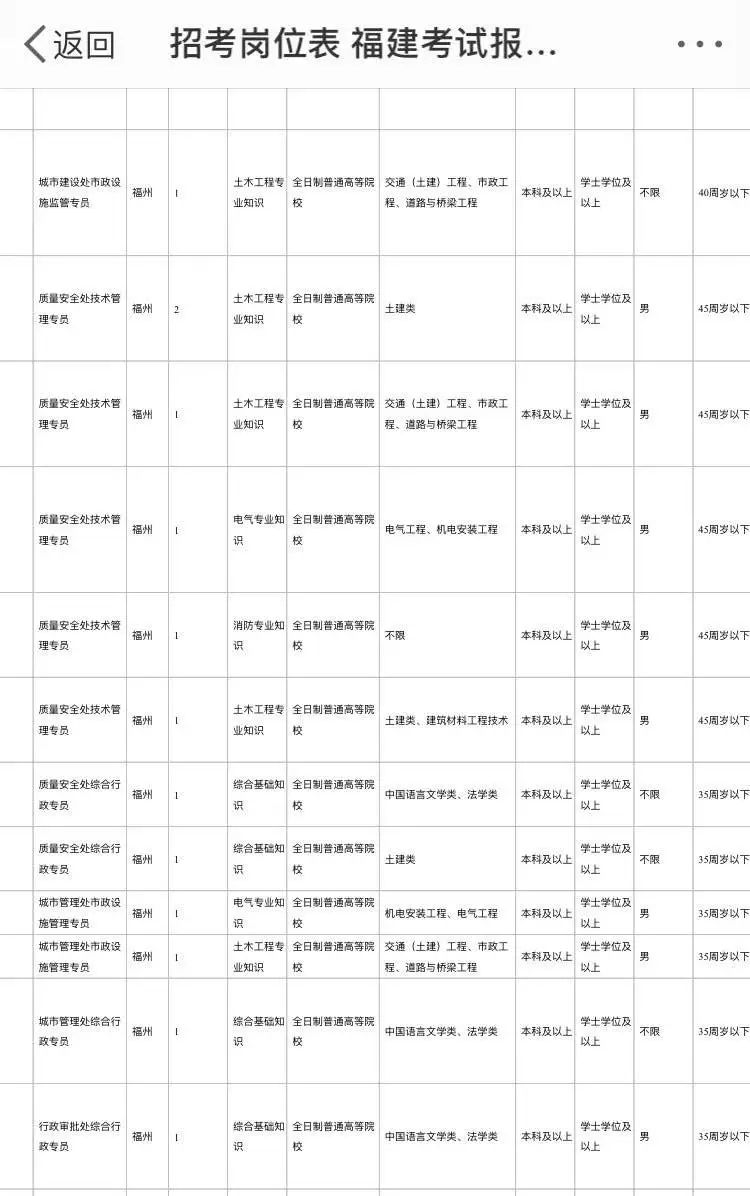 返回 招考岗位表 福建考试报...
城市建设处市政设施监管专员 福州 1 土木工程专业知识 全日制普通高等院校 交通（土建）工程、市政工程、道路与桥梁工程 本科及以上 学士学位及以上 不限 40周岁以下
质量安全处技术管理专员 福州 2 土木工程专业知识 全日制普通高等院校 土建类 本科及以上 学士学位及以上 男 45周岁以下
质量安全处技术管理专员 福州 1 土木工程专业知识 全日制普通高等院校 交通（土建）工程、市政工程、道路与桥梁工程 本科及以上 学士学位及以上 男 45周岁以下
质量安全处技术管理专员 福州 1 电气专业知识 全日制普通高等院校 电气工程、机电安装工程 本科及以上 学士学位及以上 男 45周岁以下
质量安全处技术管理专员 福州 1 消防专业知识 全日制普通高等院校 不限 本科及以上 学士学位及以上 男 45周岁以下
质量安全处技术管理专员 福州 1 土木工程专业知识 全日制普通高等院校 土建类、建筑材料工程技术 本科及以上 学士学位及以上 男 45周岁以下
质量安全处综合行政专员 福州 1 综合基础知识 全日制普通高等院校 中国语言文学类、法学类 本科及以上 学士学位及以上 不限 35周岁以下
质量安全处综合行政专员 福州 1 综合基础知识 全日制普通高等院校 土建类 本科及以上 学士学位及以上 不限 35周岁以下
城市管理处市政设施管理专员 福州 1 电气专业知识 全日制普通高等院校 机电安装工程、电气工程 本科及以上 学士学位及以上 男 35周岁以下
城市管理处市政设施管理专员 福州 1 土木工程专业知识 全日制普通高等院校 交通（土建）工程、市政工程、道路与桥梁工程 本科及以上 学士学位及以上 男 35周岁以下
城市管理处综合行政专员 福州 1 综合基础知识 全日制普通高等院校 中国语言文学类、法学类 本科及以上 学士学位及以上 不限 35周岁以下
行政审批处综合行政专员 福州 1 综合基础知识 全日制普通高等院校 中国语言文学类、法学类 本科及以上 学士学位及以上 男 35周岁以下